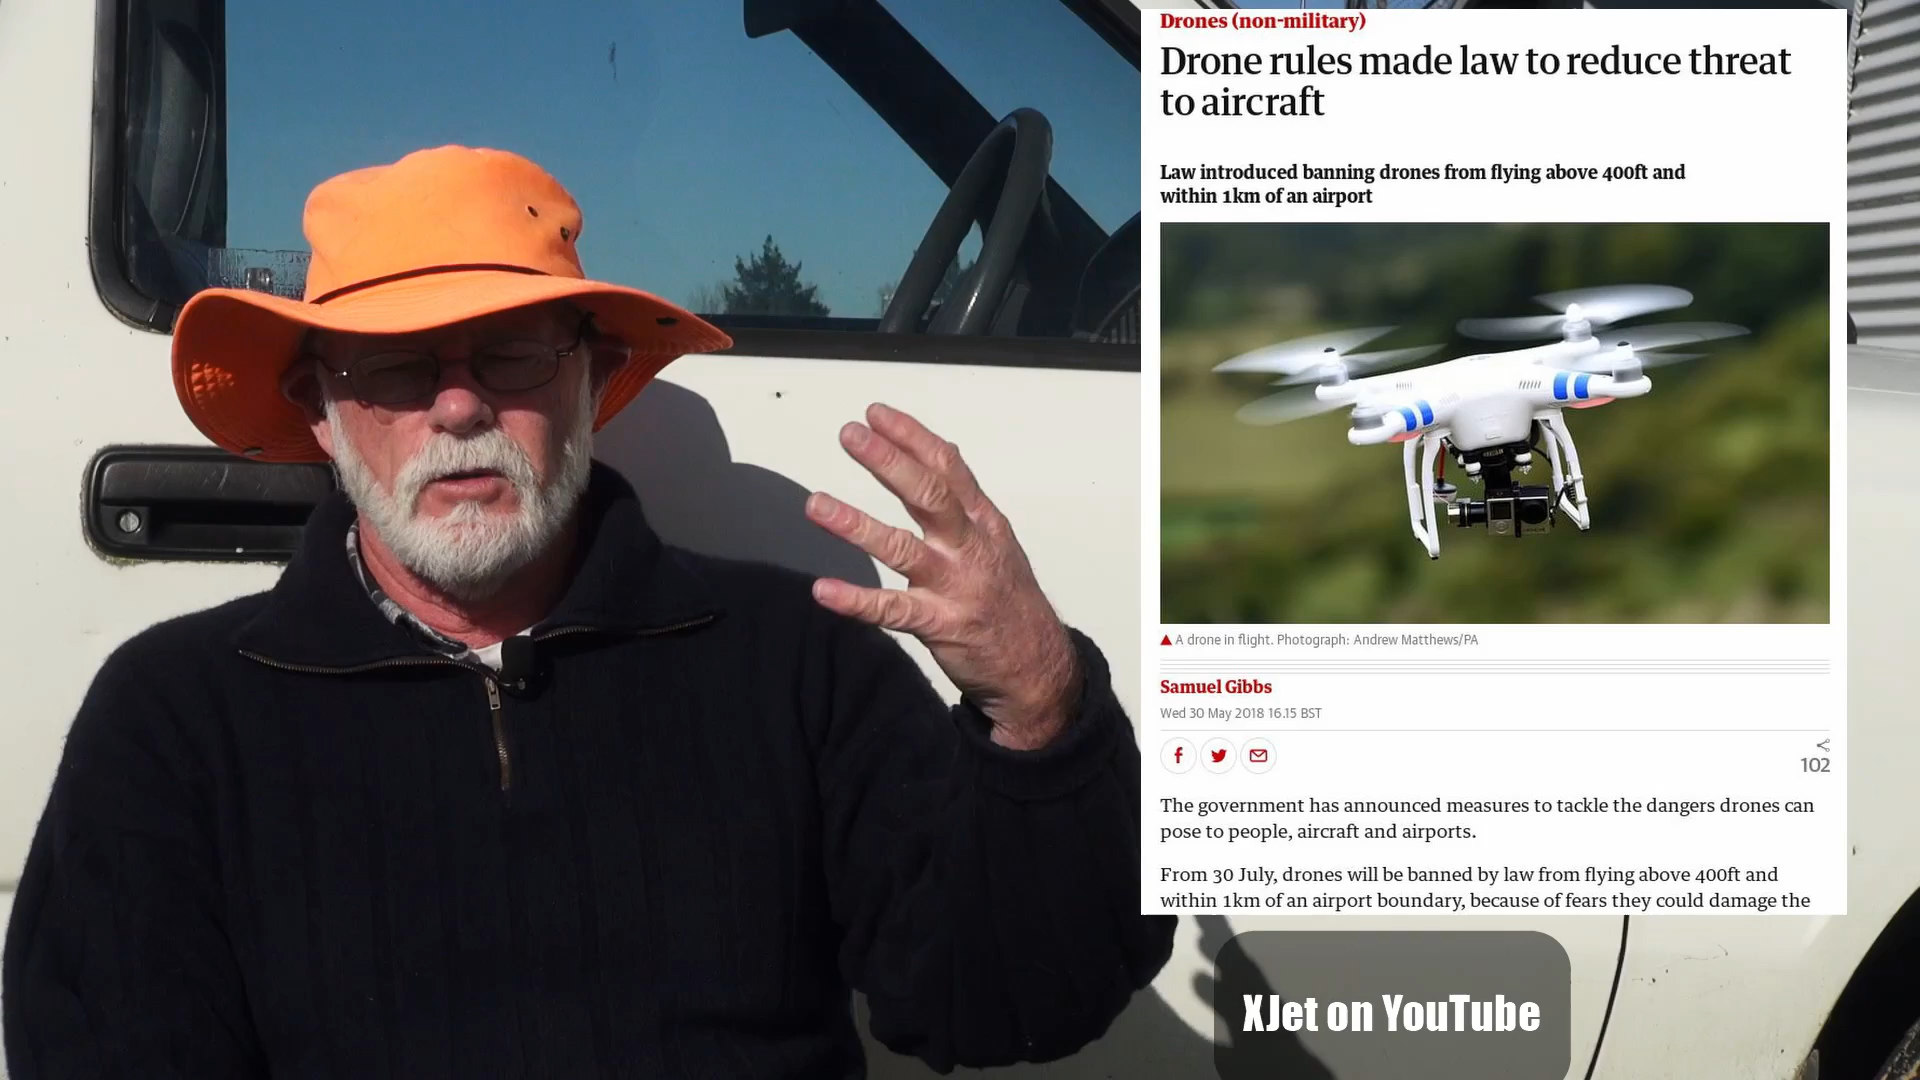 Drones (non-military)
Drone rules made law to reduce threat
to aircraft
Law introduced banning drones from flying above 400ft and
within 1km of an airport
A drone in flight. Photograph: Andrew Matthews/PA
Samuel Gibbs
Wed 30 May 2018 16.15 BST
102
The government has announced measures to tackle the dangers drones can
pose to people, aircraft and airports.
From 30 July, drones will be banned by law from flying above 400ft and
within 1km of an airport boundary, because of fears they could damage the
XJet on YouTube